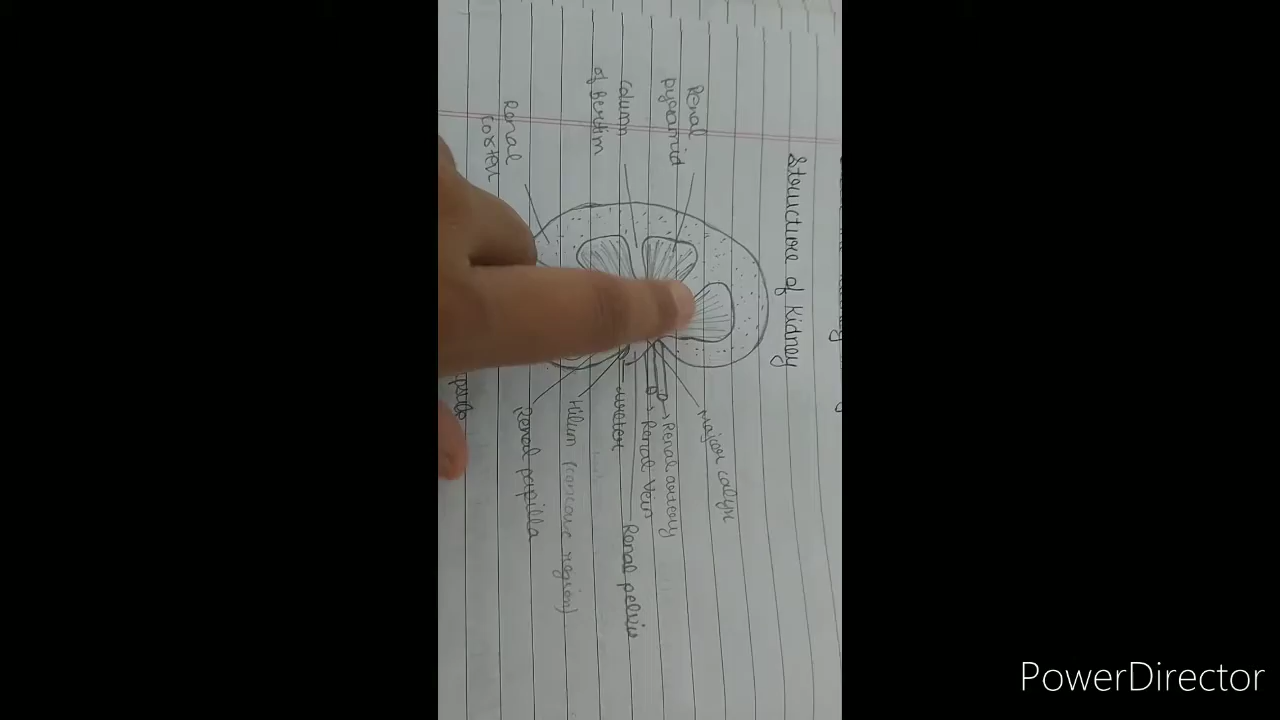 Structure of Kidney
Renal
pyramid
Column
of Bertim
Renal
cortex
Major calyx
Renal artery
Renal Vein
Renal pelvis
ureter
Hilum (concave region)
Renal papilla
PowerDirector